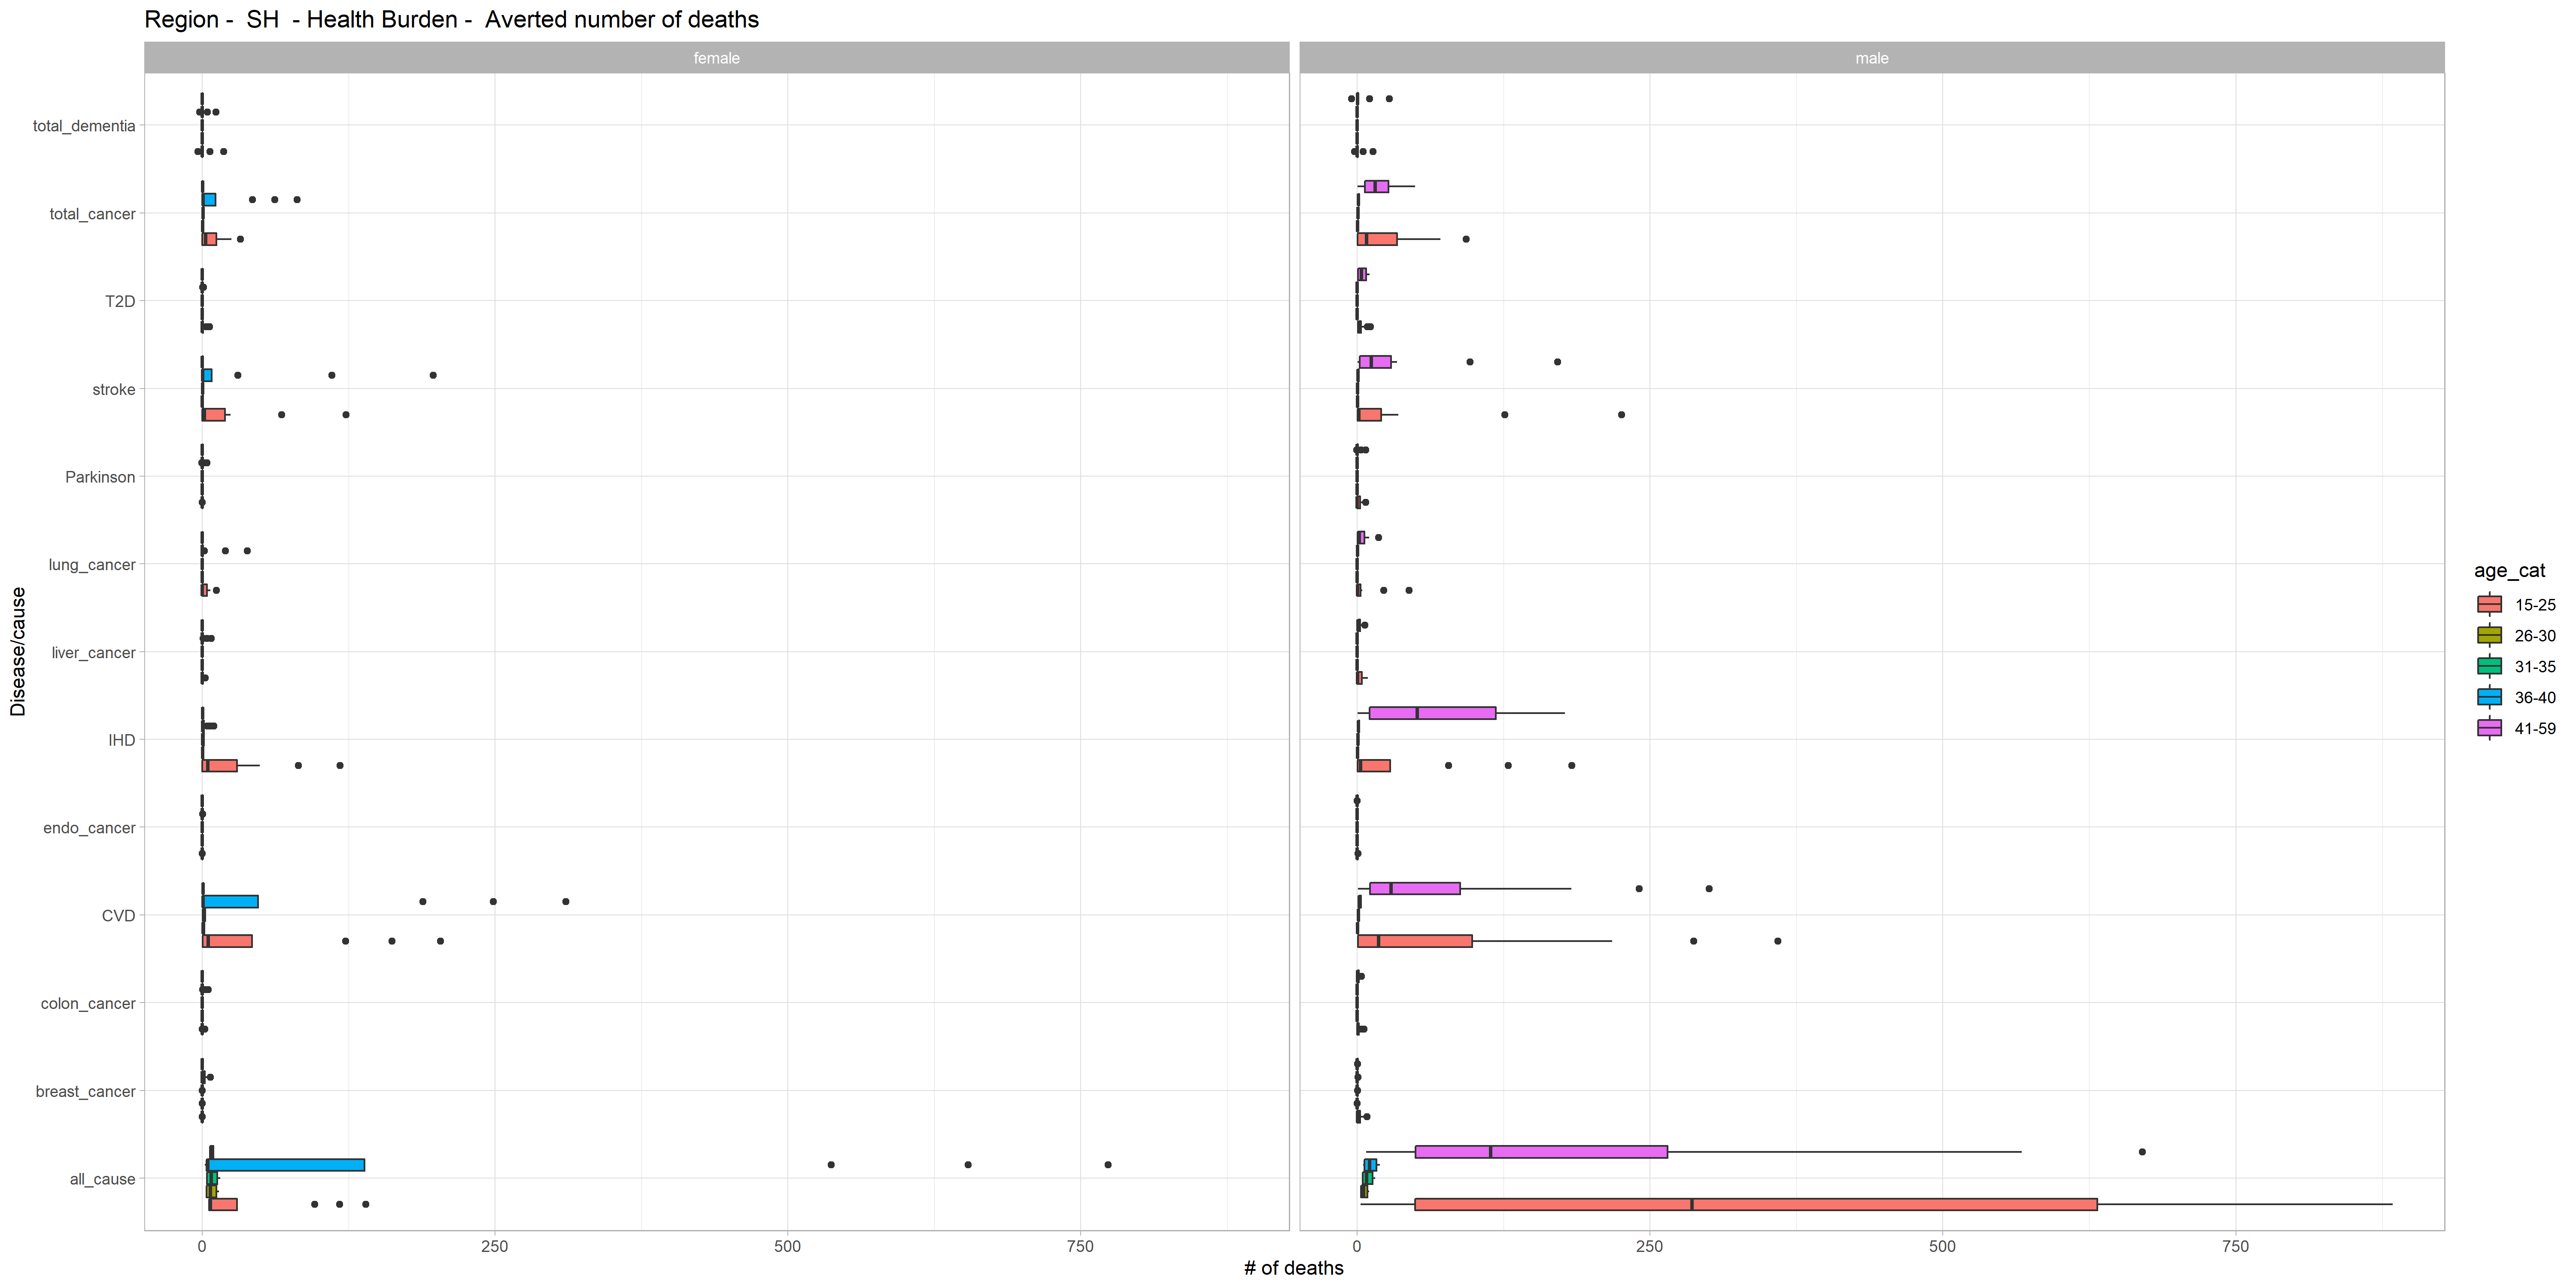 Region -  SH  - Health Burden -  Averted number of deaths
female
male
total_dementia
total_cancer
T2D
stroke
Parkinson
lung_cancer
liver_cancer
IHD
endo_cancer
CVD
colon_cancer
breast_cancer
all_cause
Disease/cause
0
250
500
750
0
250
500
750
# of deaths
age_cat
15-25
26-30
31-35
36-40
41-59